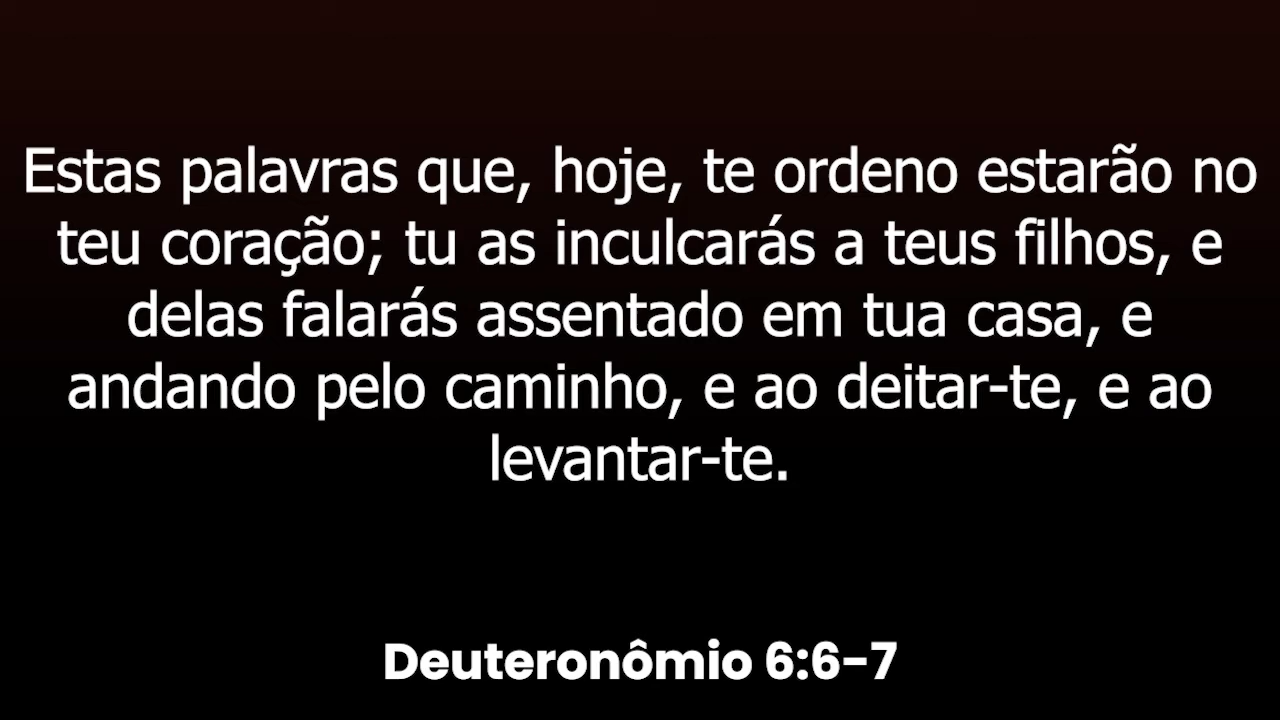 Estas palavras que, hoje, te ordeno estarão no
teu coração; tu as inculcarás a teus filhos, e
delas falarás assentado em tua casa, e
andando pelo caminho, e ao deitar-te, e ao
levantar-te.
Deuteronômio 6:6-7